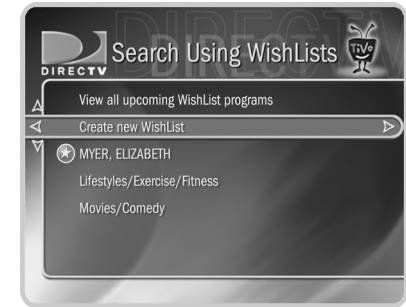 DIRECTV
Search Using WishLists
TiVo
View all upcoming WishList programs
Create new WishList
MYER, ELIZABETH
Lifestyles/Exercise/Fitness
Movies/Comedy